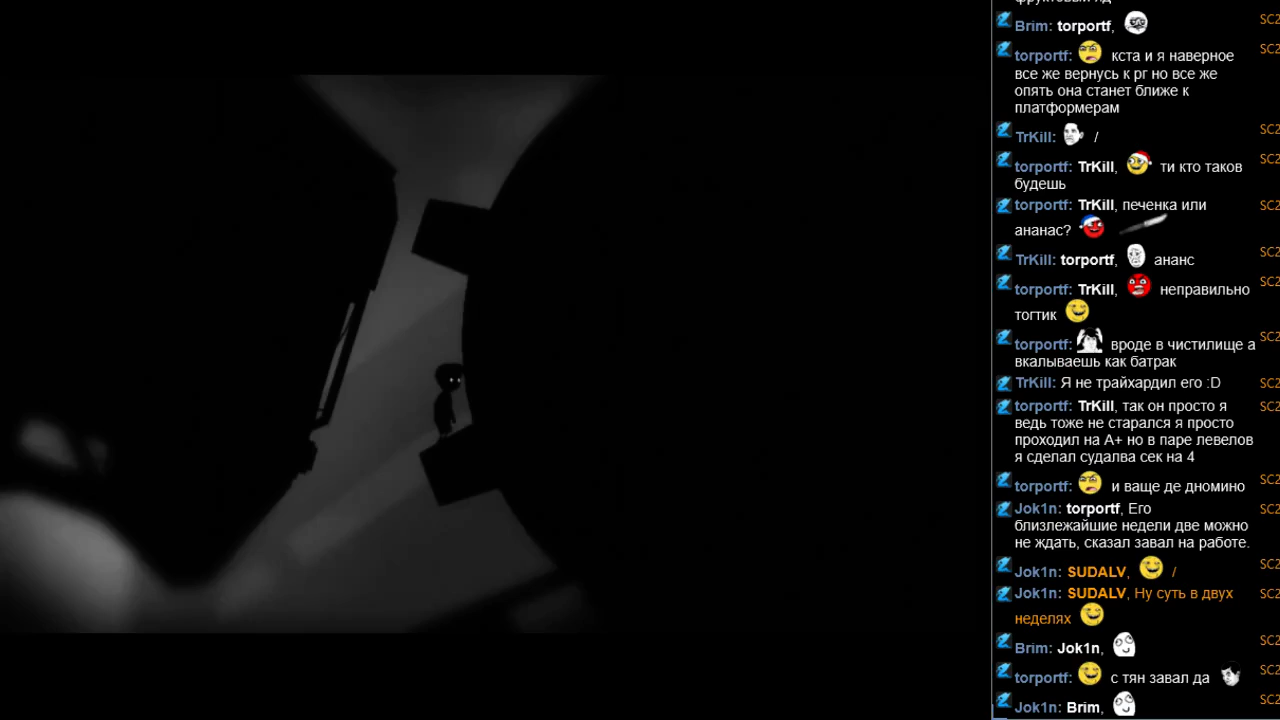 фруктовый яд
Brim: torportf,
torportf: кста и я наверное
все же вернусь к рг но все же
опять она станет ближе к
платформерам
TrKill: /
torportf: TrKill, ти кто таков
будешь
torportf: TrKill, печенка или
ананас?
TrKill: torportf, ананс
torportf: TrKill, неправильно
тогтик
torportf: вроде в чистилище а
вкалываешь как батрак
TrKill: Я не трайхардил его :D
torportf: TrKill, так он просто я
ведь тоже не старался я просто
проходил на А+ но в паре левелов
я сделал судалва сек на 4
torportf: и ваще де дномино
Jok1n: torportf, Его
близлежайшие недели две можно
не ждать, сказал завал на работе.
Jok1n: SUDALV, /
Jok1n: SUDALV, Ну суть в двух
неделях
Brim: Jok1n,
torportf: с тян завал да
Jok1n: Brim,